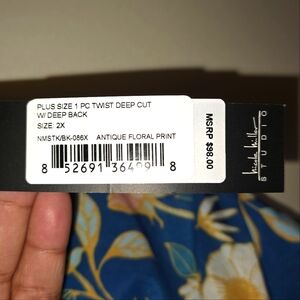 PLUS SIZE 1 PC TWIST DEEP CUT
W/ DEEP BACK
SIZE: 2X
NMSTK/BK-086X ANTIQUE FLORAL PRINT
8 52691 36499 8
MSRP $98.00
nicole miller
STUDIO